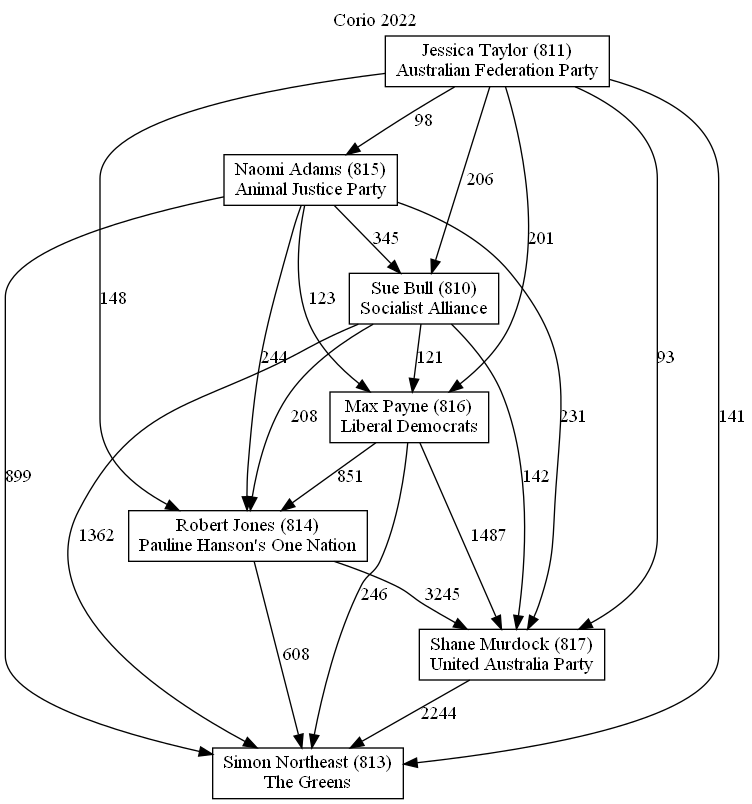 Corio 2022
Jessica Taylor (811)
Australian Federation Party
98
Naomi Adams (815)
Animal Justice Party
206
201
345
Sue Bull (810)
Socialist Alliance
148
123
244
121
93
208
231
141
Max Payne (816)
Liberal Democrats
899
851
142
Robert Jones (814)
Pauline Hanson's One Nation
1362
1487
246
3245
608
Shane Murdock (817)
United Australia Party
2244
Simon Northeast (813)
The Greens